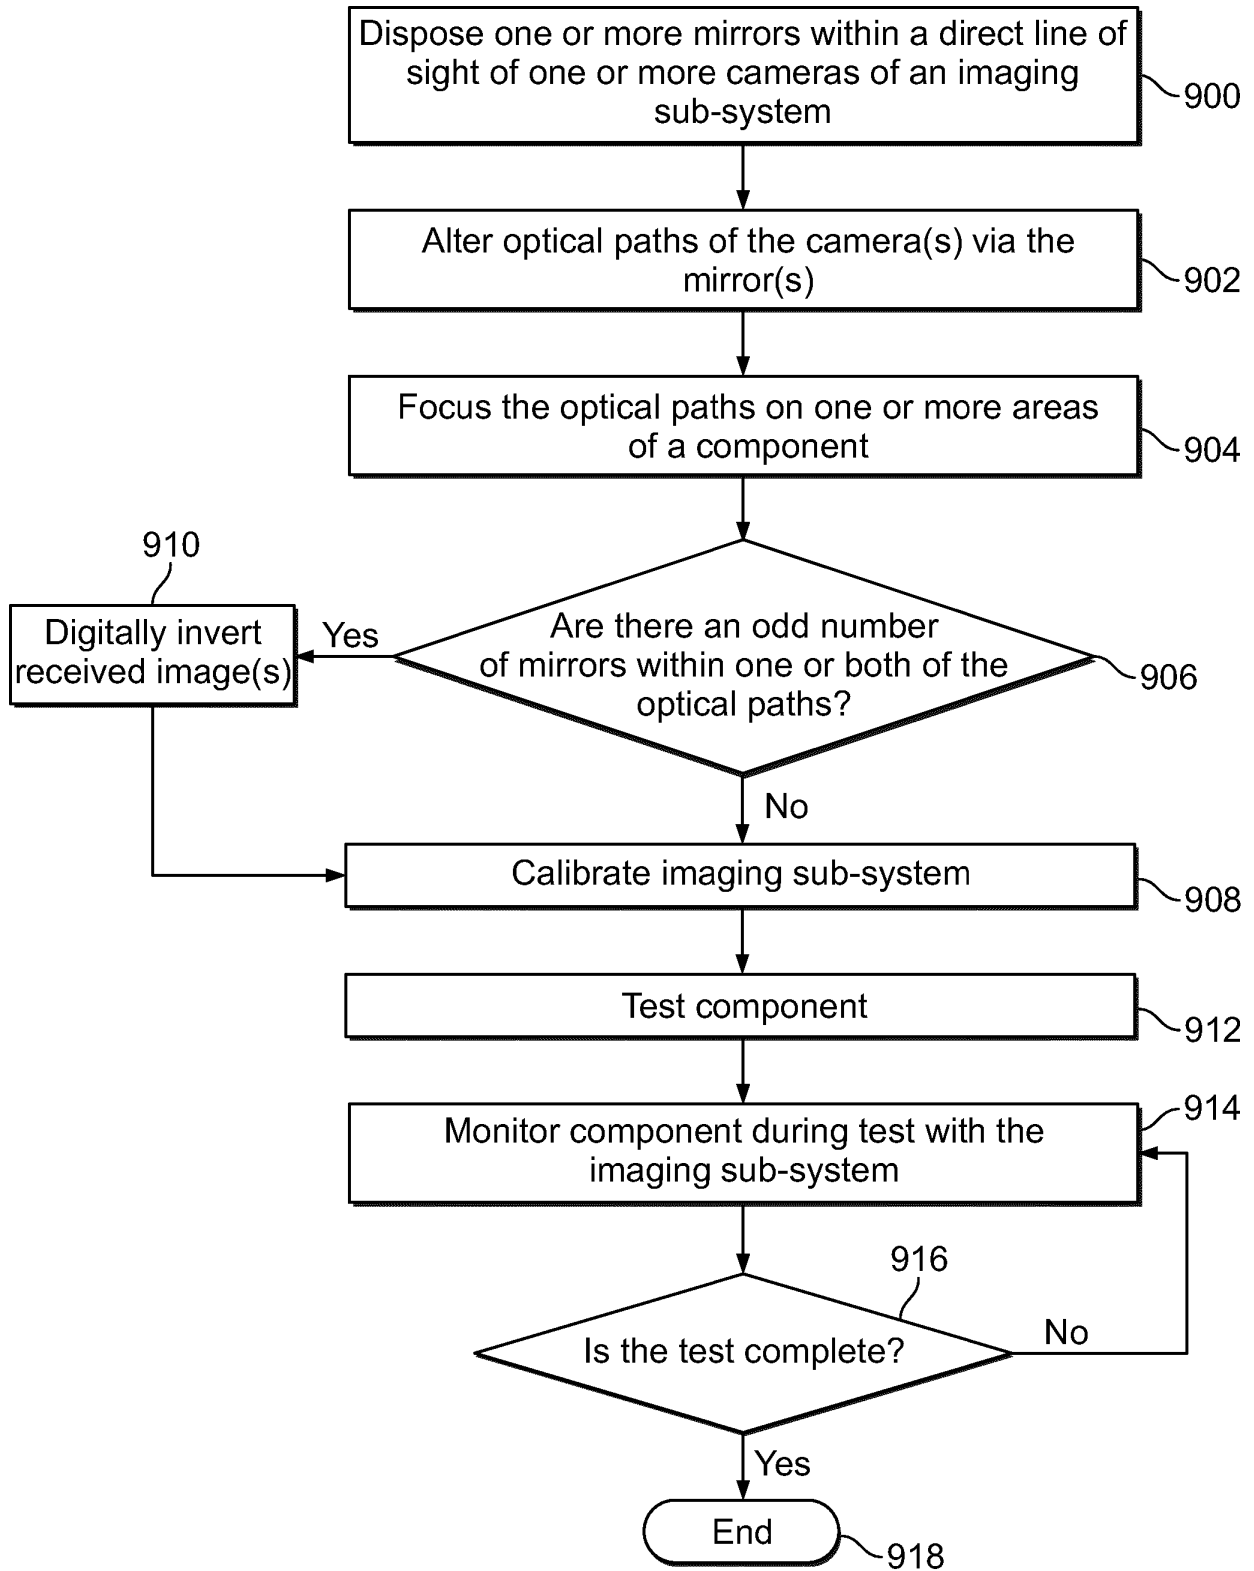 Dispose one or more mirrors within a direct line of
sight of one or more cameras of an imaging
sub-system
900
Alter optical paths of the camera(s) via the
mirror(s)
902
Focus the optical paths on one or more areas
of a component
904
910
Digitally invert
received image(s)
Yes
Are there an odd number
of mirrors within one or both of the
optical paths?
906
No
Calibrate imaging sub-system
908
Test component
912
Monitor component during test with the
imaging sub-system
914
916
Is the test complete?
No
Yes
End
918